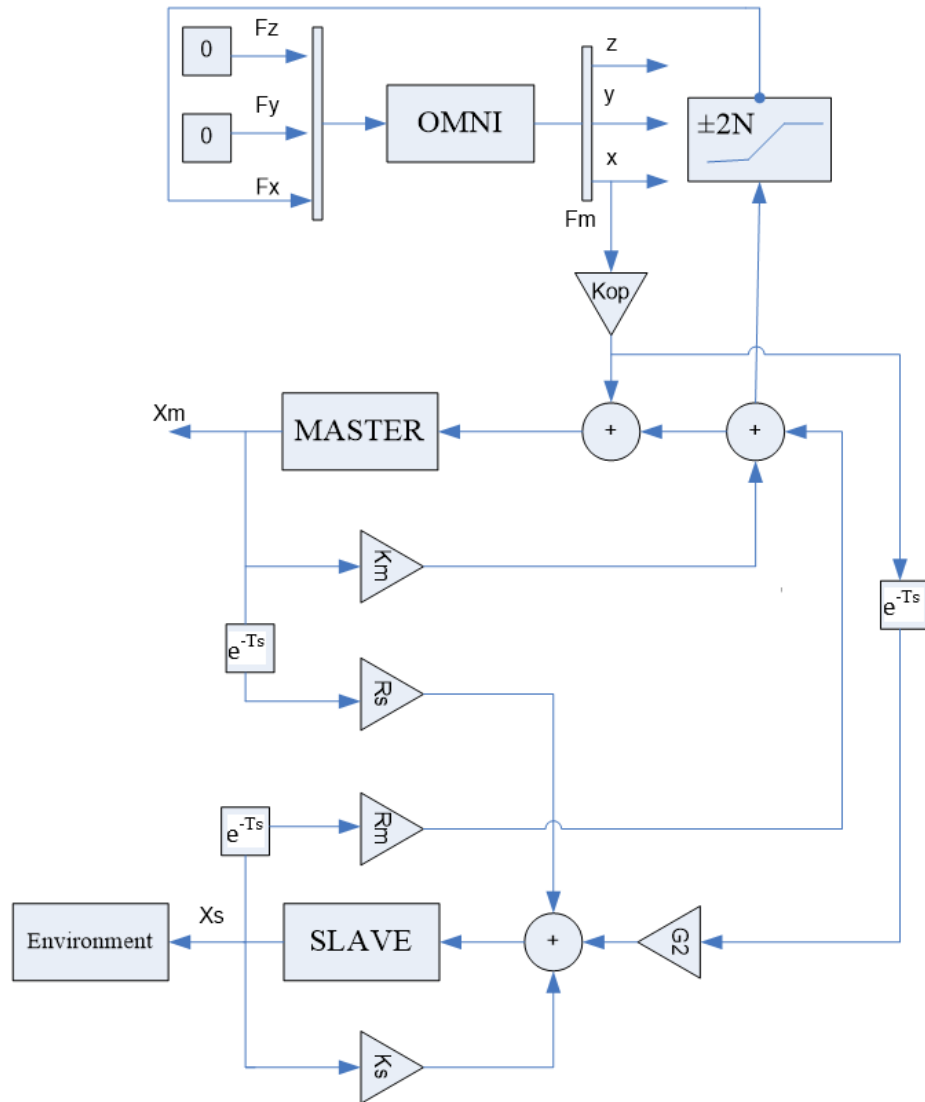 Fz
0
z
Fy
y
OMNI
±2N
0
x
Fx
Fm
Kop
Xm
MASTER
+
+
Km
e-Ts
e-Ts
Rs
Rm
e-Ts
Xs
Environment
SLAVE
+
G2
Ks